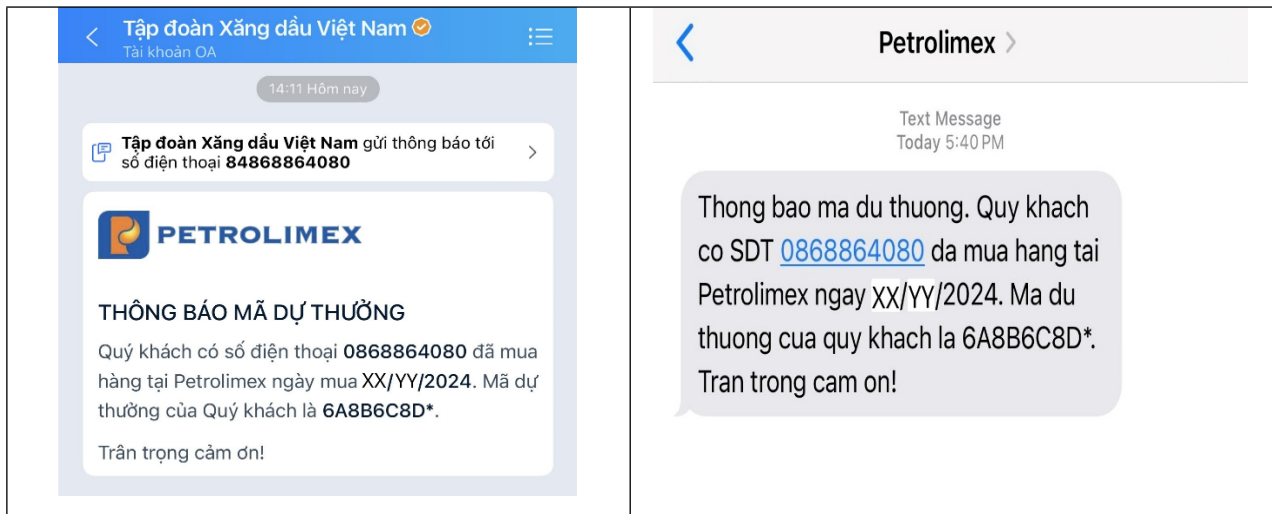 Tập đoàn Xăng dầu Việt Nam
Tài khoản OA
14:11 Hôm nay
Tập đoàn Xăng dầu Việt Nam gửi thông báo tới
số điện thoại 84868864080
PETROLIMEX
THÔNG BÁO MÃ DỰ THƯỞNG
Quý khách có số điện thoại 0868864080 đã mua
hàng tại Petrolimex ngày mua XX/YY/2024. Mã dự
thưởng của Quý khách là 6A8B6C8D*.
Trân trọng cảm ơn!
Petrolimex
Text Message
Today 5:40 PM
Thong bao ma du thuong. Quy khach
co SDT 0868864080 da mua hang tai
Petrolimex ngay XX/YY/2024. Ma du
thuong cua quy khach la 6A8B6C8D*.
Tran trong cam on!